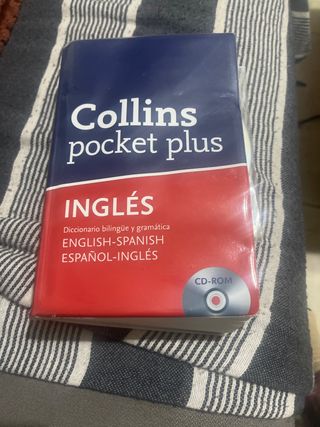 Collins
pocket plus
INGLÉS
Diccionario bilingüe y gramática
ENGLISH-SPANISH
ESPAÑOL-INGLÉS
CD-ROM